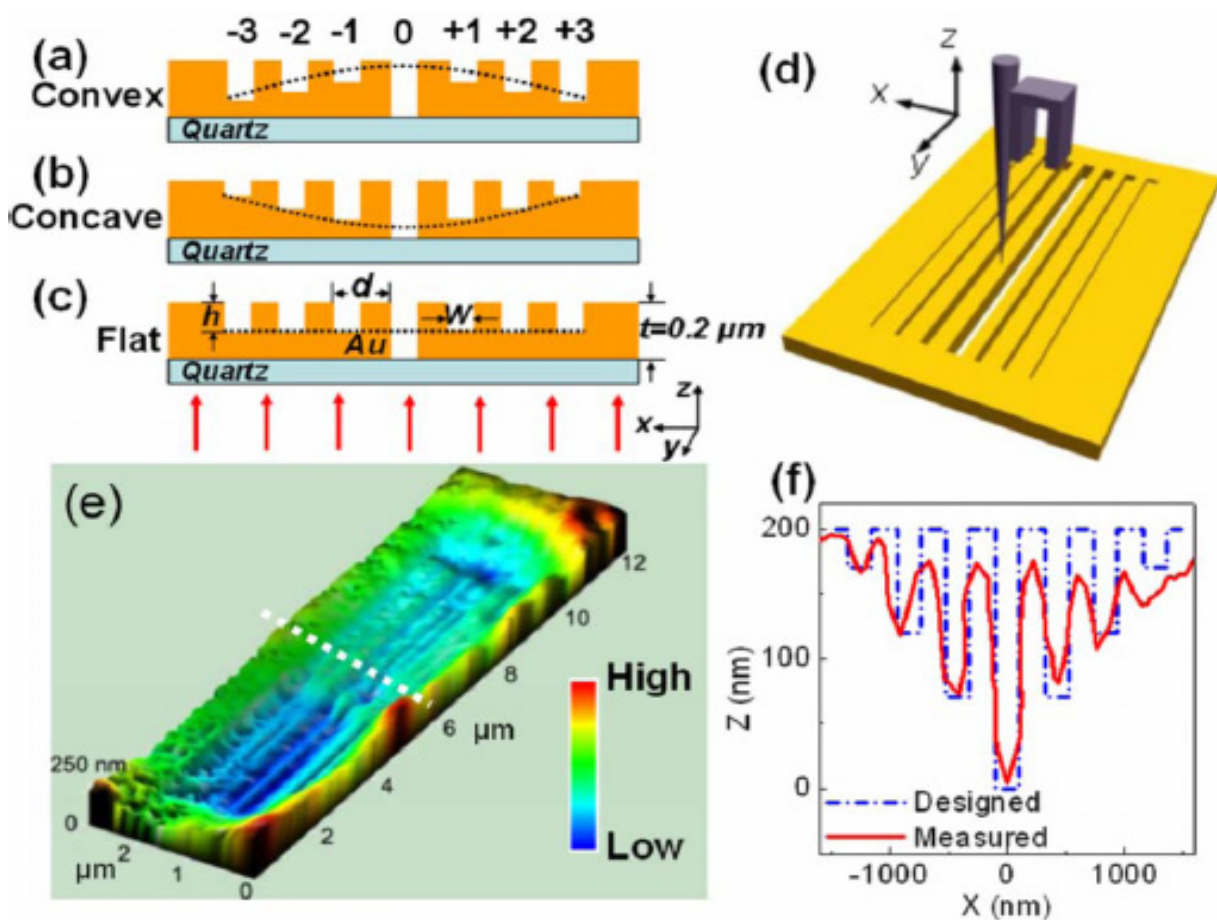 -3 -2 -1 0 +1 +2 +3
(a)
Convex
Quartz
(b)
Concave
Quartz
(c)
Flat
h
d
W
Au
t=0.2 μm
Quartz
z
x
y
(d)
z
x
y
(e)
250 nm
0
μm
2
1
0
2
4
6
μm
8
10
12
High
Low
(f)
Z (nm)
200
100
0
Designed
Measured
-1000 0 1000
X (nm)